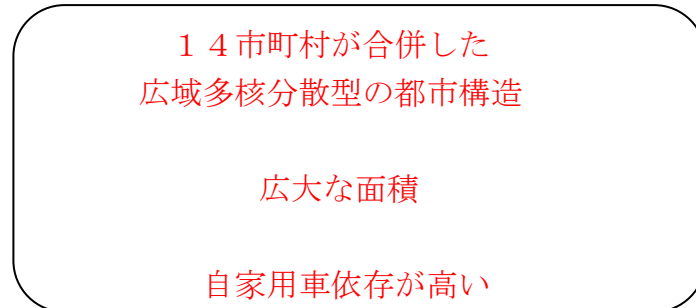 １４市町村が合併した
広域多核分散型の都市構造
広大な面積
自家用車依存が高い